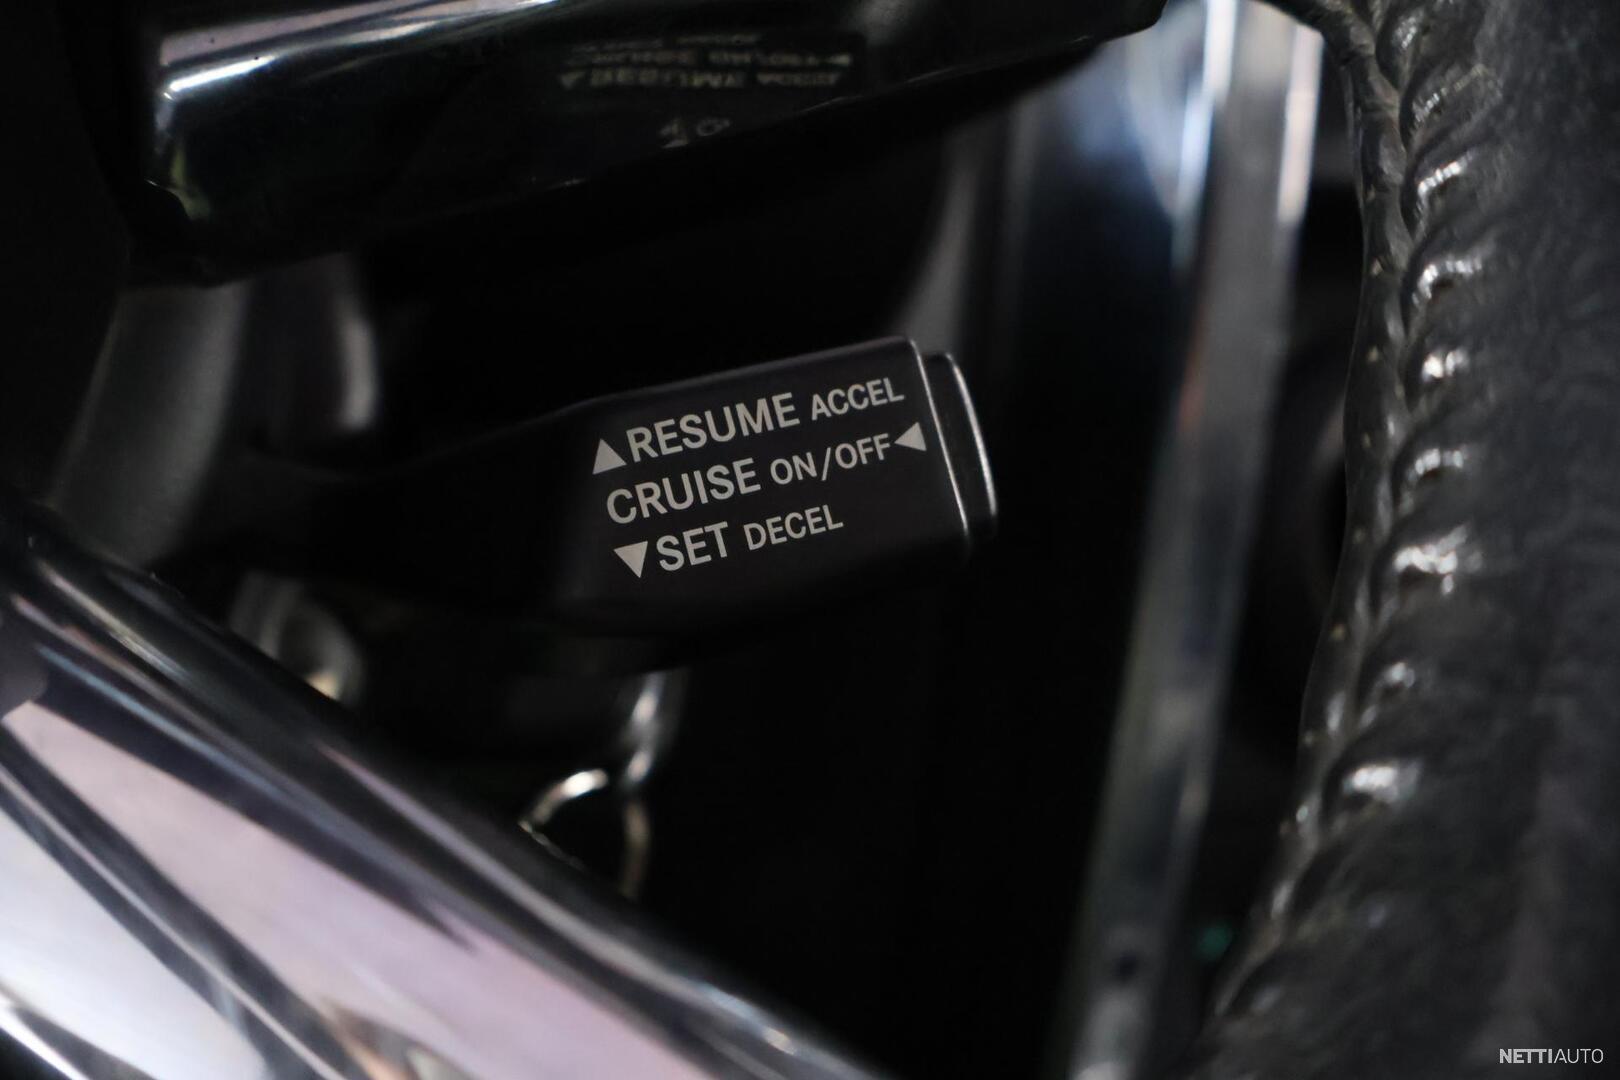 ▲RESUME ACCEL
CRUISE ON/OFF◀
▼SET DECEL
NETTIAUTO